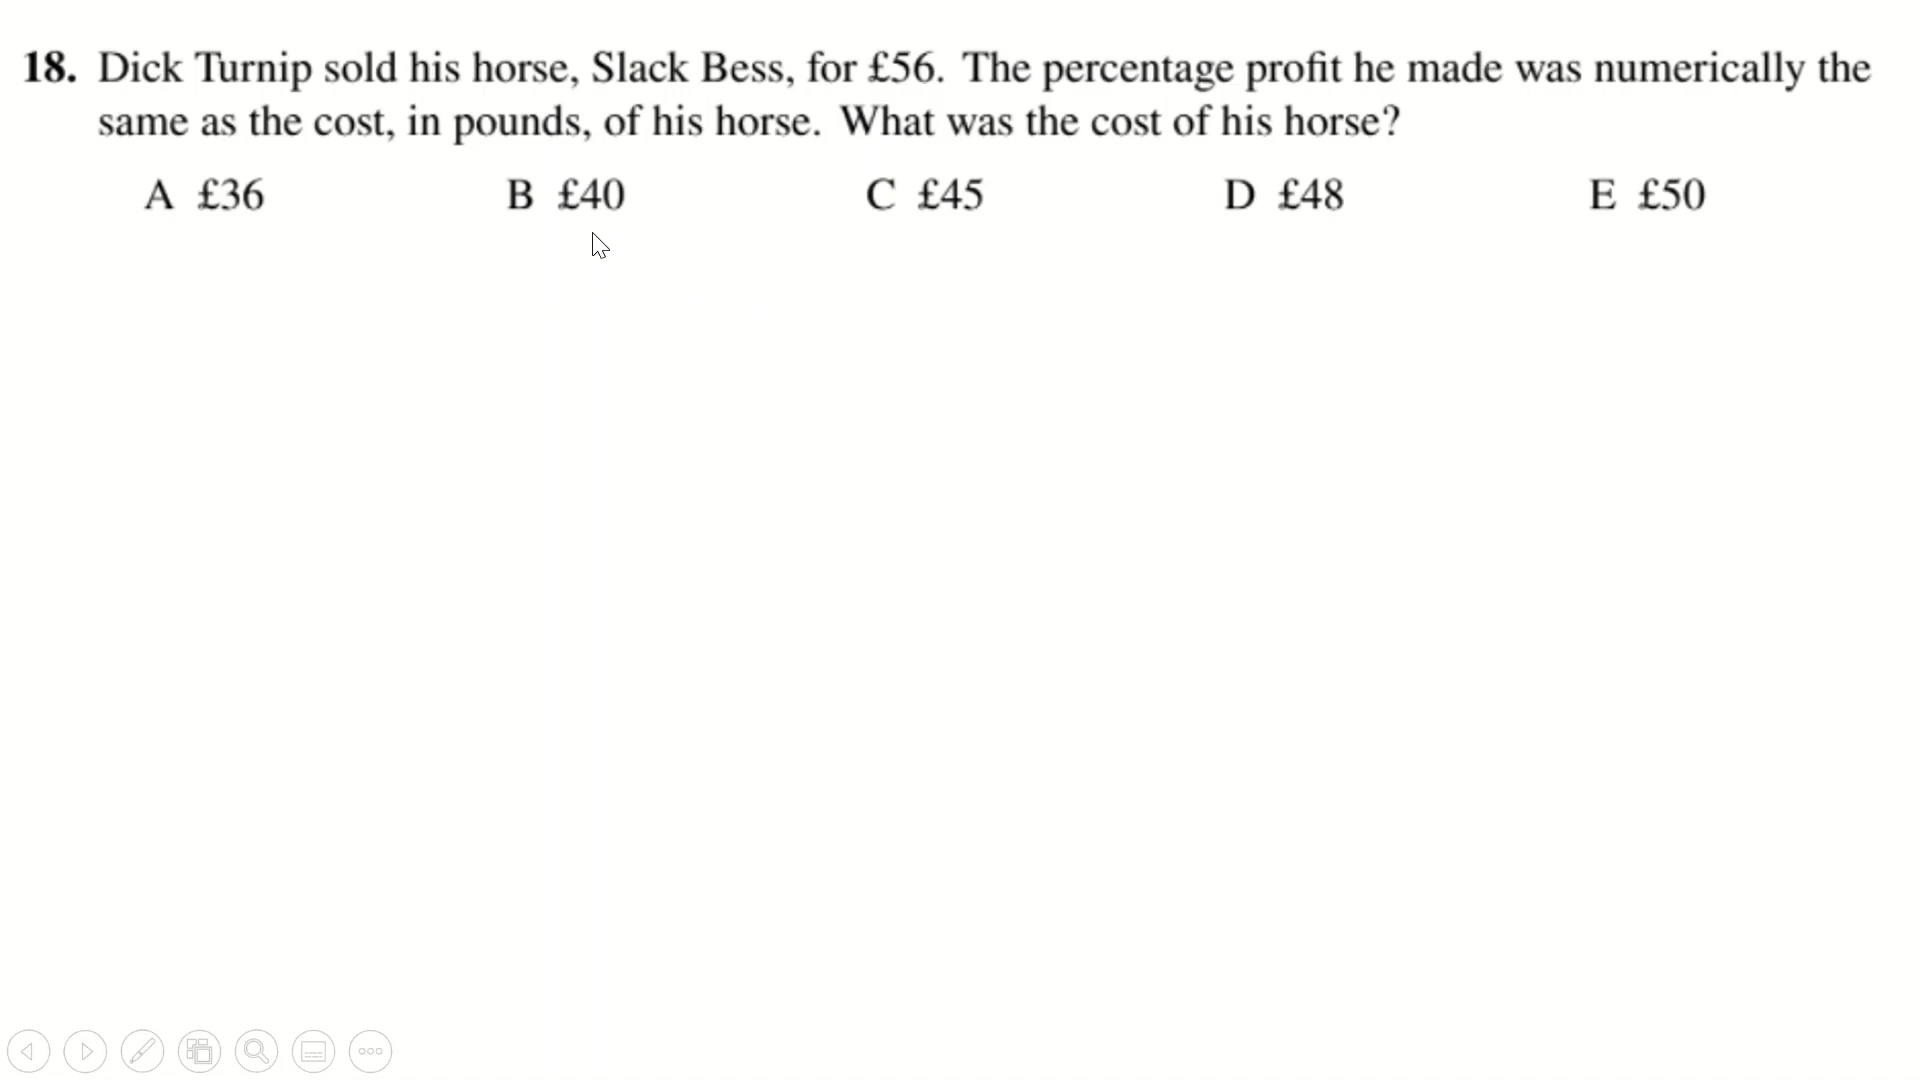 18. Dick Turnip sold his horse, Slack Bess, for £56. The percentage profit he made was numerically the
same as the cost, in pounds, of his horse. What was the cost of his horse?
A £36 B £40 C £45 D £48 E £50